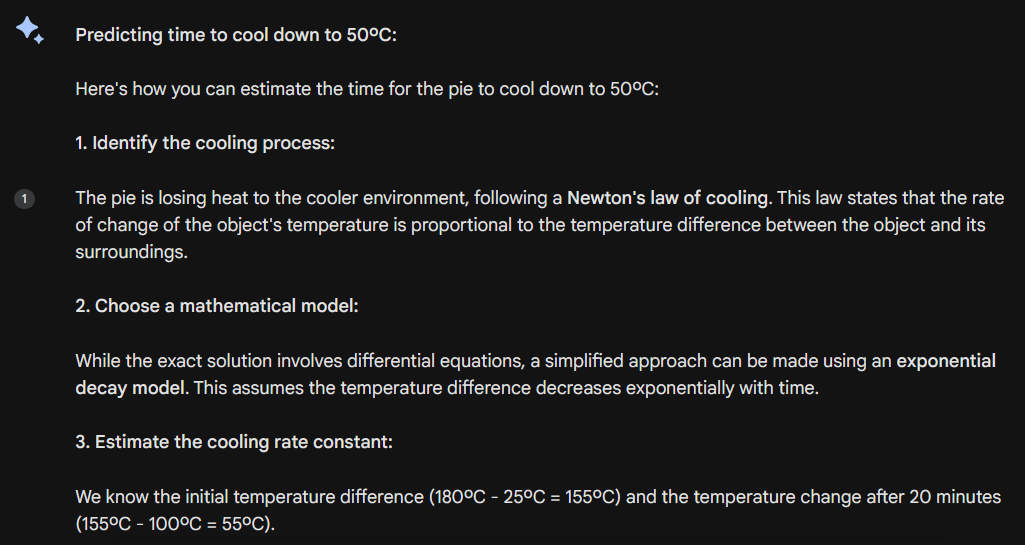 Predicting time to cool down to 50ºC:
Here's how you can estimate the time for the pie to cool down to 50ºC:
1. Identify the cooling process:
1
The pie is losing heat to the cooler environment, following a Newton's law of cooling. This law states that the rate
of change of the object's temperature is proportional to the temperature difference between the object and its
surroundings.
2. Choose a mathematical model:
While the exact solution involves differential equations, a simplified approach can be made using an exponential
decay model. This assumes the temperature difference decreases exponentially with time.
3. Estimate the cooling rate constant:
We know the initial temperature difference (180ºC - 25ºC = 155ºC) and the temperature change after 20 minutes
(155ºC - 100ºC = 55ºC).